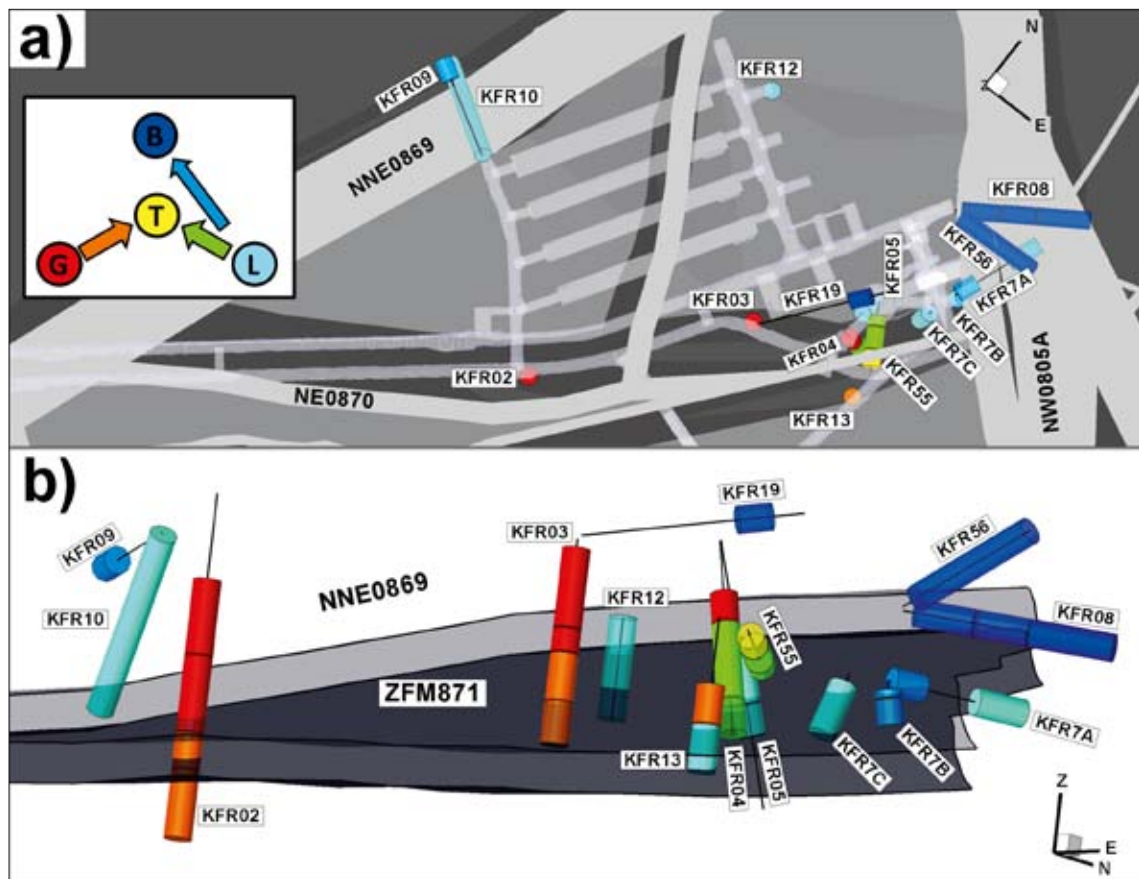 a)
KFR09
KFR10
KFR12
N
Z
E
B
T
G
L
NNE0869
KFR08
KFR56
KFR05
KFR7A
KFR03
KFR19
KFR7B
KFR04
KFR7C
KFR02
KFR55
NE0870
KFR13
NW0805A
b)
KFR19
KFR09
KFR03
KFR56
NNE0869
KFR12
KFR10
KFR08
KFR55
ZFM871
KFR7A
KFR13
KFR7C
KFR7B
KFR04
KFR05
KFR02
Z
E
N